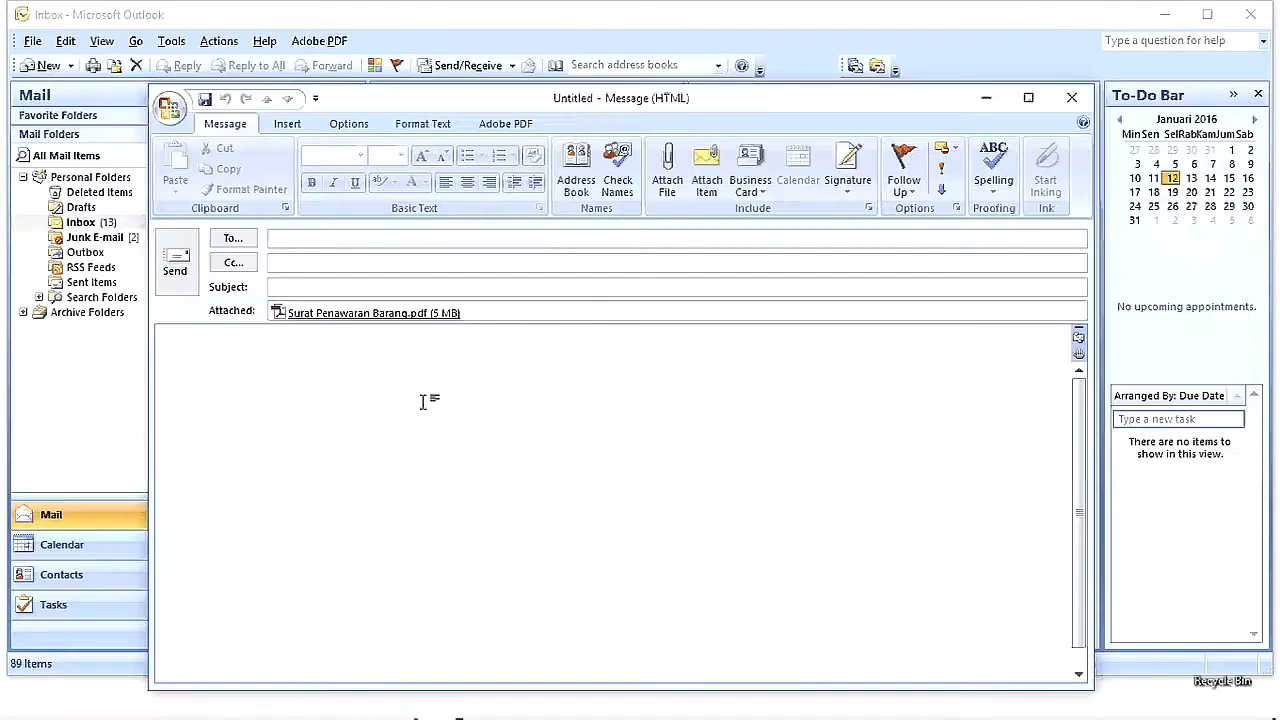 Inbox - Microsoft Outlook
File Edit View Go Tools Actions Help Adobe PDF
Type a question for help
New Reply Reply to All Forward Send/Receive Search address books
Mail
Favorite Folders
Mail Folders
All Mail Items
Personal Folders
Deleted Items
Drafts
Inbox (13)
Junk E-mail [2]
Outbox
RSS Feeds
Sent Items
Search Folders
Archive Folders
Mail
Calendar
Contacts
Tasks
89 Items
Untitled - Message (HTML)
Message Insert Options Format Text Adobe PDF
Paste
Cut
Copy
Format Painter
Clipboard
B I U
Basic Text
Address Book
Check Names
Names
Attach File
Attach Item
Business Card
Calendar
Signature
Include
Follow Up
Options
ABC
Spelling
Proofing
Start Inking
Ink
Send
To...
Cc...
Subject:
Attached: Surat Penawaran Barang.pdf (5 MB)
To-Do Bar
Januari 2016
MinSen SelRabKamJum Sab
27 28 29 30 31 1 2
3 4 5 6 7 8 9
10 11 12 13 14 15 16
17 18 19 20 21 22 23
24 25 26 27 28 29 30
31 1 2 3 4 5 6
No upcoming appointments.
Arranged By: Due Date
Type a new task
There are no items to
show in this view.
Recycle Bin